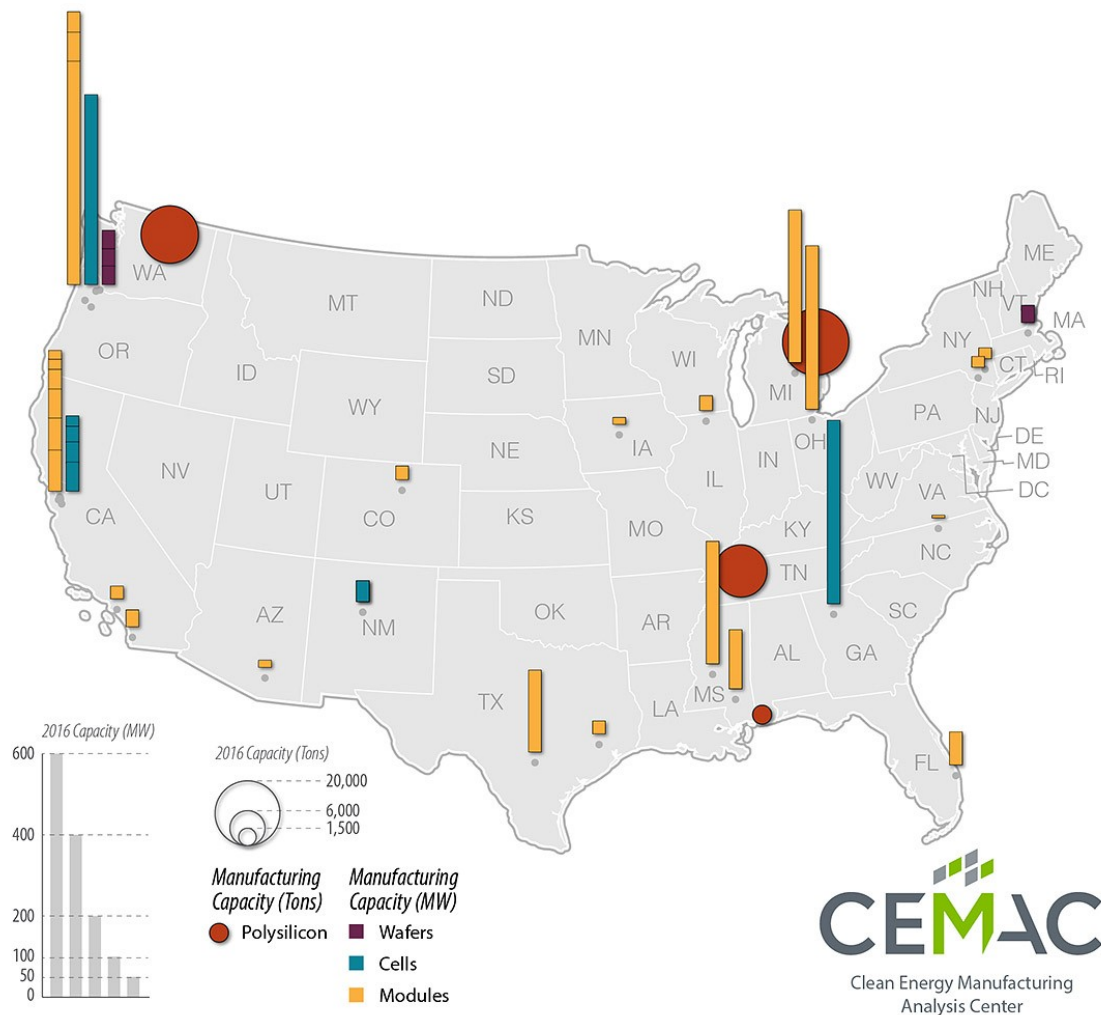 WA
MT
ND
MN
OR
ID
SD
WI
WY
NE
IA
MI
NV
UT
CO
KS
CA
MO
IL
IN
OH
KY
WV
PA
NY
NH
VT
ME
MA
CT
RI
NJ
DE
MD
DC
VA
NC
TN
SC
AZ
NM
OK
AR
TX
LA
MS
AL
GA
FL
2016 Capacity (MW)
600
400
200
100
50
0
2016 Capacity (Tons)
20,000
6,000
1,500
Manufacturing
Capacity (Tons)
Polysilicon
Manufacturing
Capacity (MW)
Wafers
Cells
Modules
CEMAC
Clean Energy Manufacturing
Analysis Center